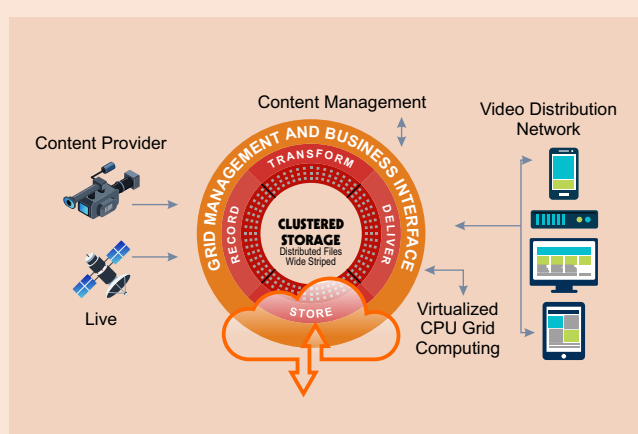 Content Management
Video Distribution
Network
Content Provider
GRID MANAGEMENT AND BUSINESS INTERFACE
TRANSFORM
RECORD
DELIVER
CLUSTERED
STORAGE
Distributed Files
Wide Striped
STORE
Live
Virtualized
CPU Grid
Computing